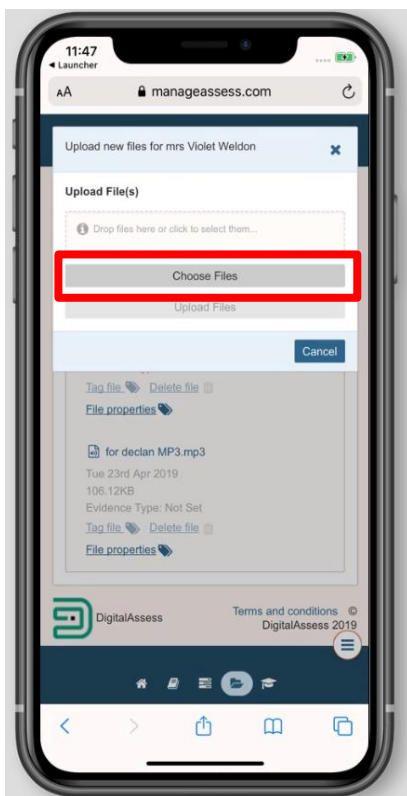 11:47
◄ Launcher
AA manageassess.com
Upload new files for mrs Violet Weldon
Upload File(s)
Drop files here or click to select them...
Choose Files
Upload Files
Cancel
Tag file Delete file
File properties
for declan MP3.mp3
Tue 23rd Apr 2019
106.12KB
Evidence Type: Not Set
Tag file Delete file
File properties
DigitalAssess
Terms and conditions ©
DigitalAssess 2019